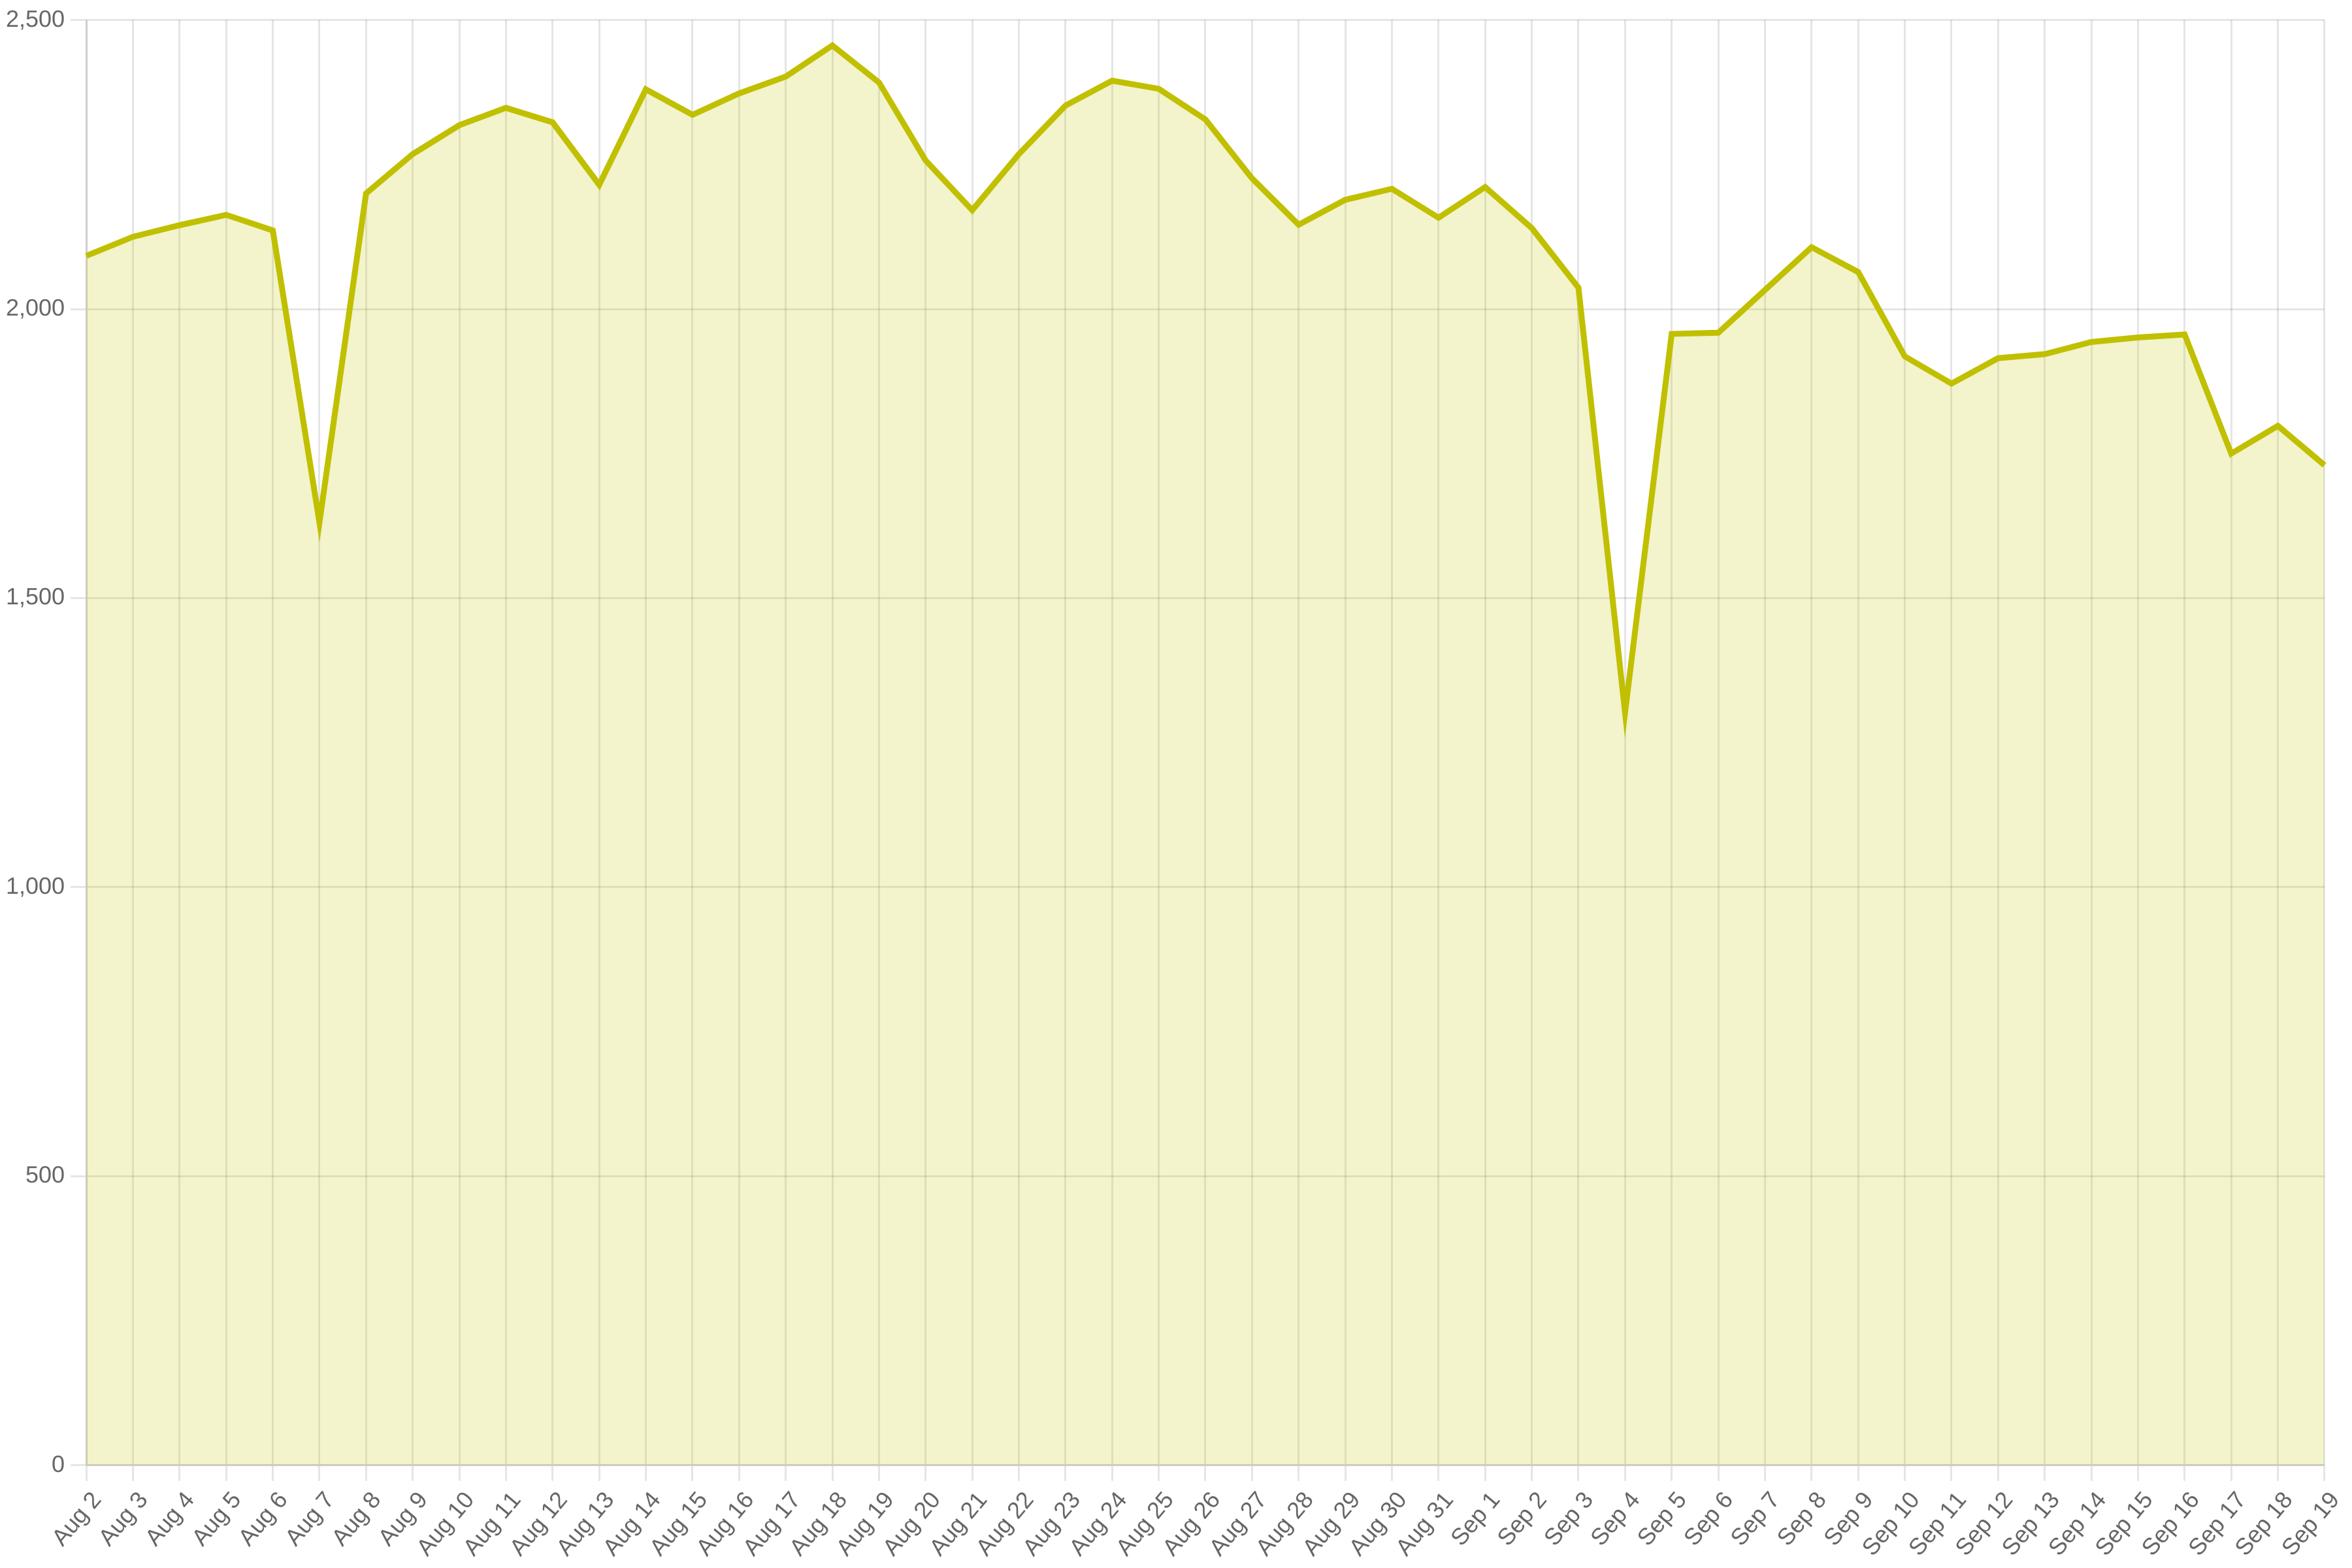 2,500
2,000
1,500
1,000
500
0
Aug 2
Aug 3
Aug 4
Aug 5
Aug 6
Aug 7
Aug 8
Aug 9
Aug 10
Aug 11
Aug 12
Aug 13
Aug 14
Aug 15
Aug 16
Aug 17
Aug 18
Aug 19
Aug 20
Aug 21
Aug 22
Aug 23
Aug 24
Aug 25
Aug 26
Aug 27
Aug 28
Aug 29
Aug 30
Aug 31
Sep 1
Sep 2
Sep 3
Sep 4
Sep 5
Sep 6
Sep 7
Sep 8
Sep 9
Sep 10
Sep 11
Sep 12
Sep 13
Sep 14
Sep 15
Sep 16
Sep 17
Sep 18
Sep 19